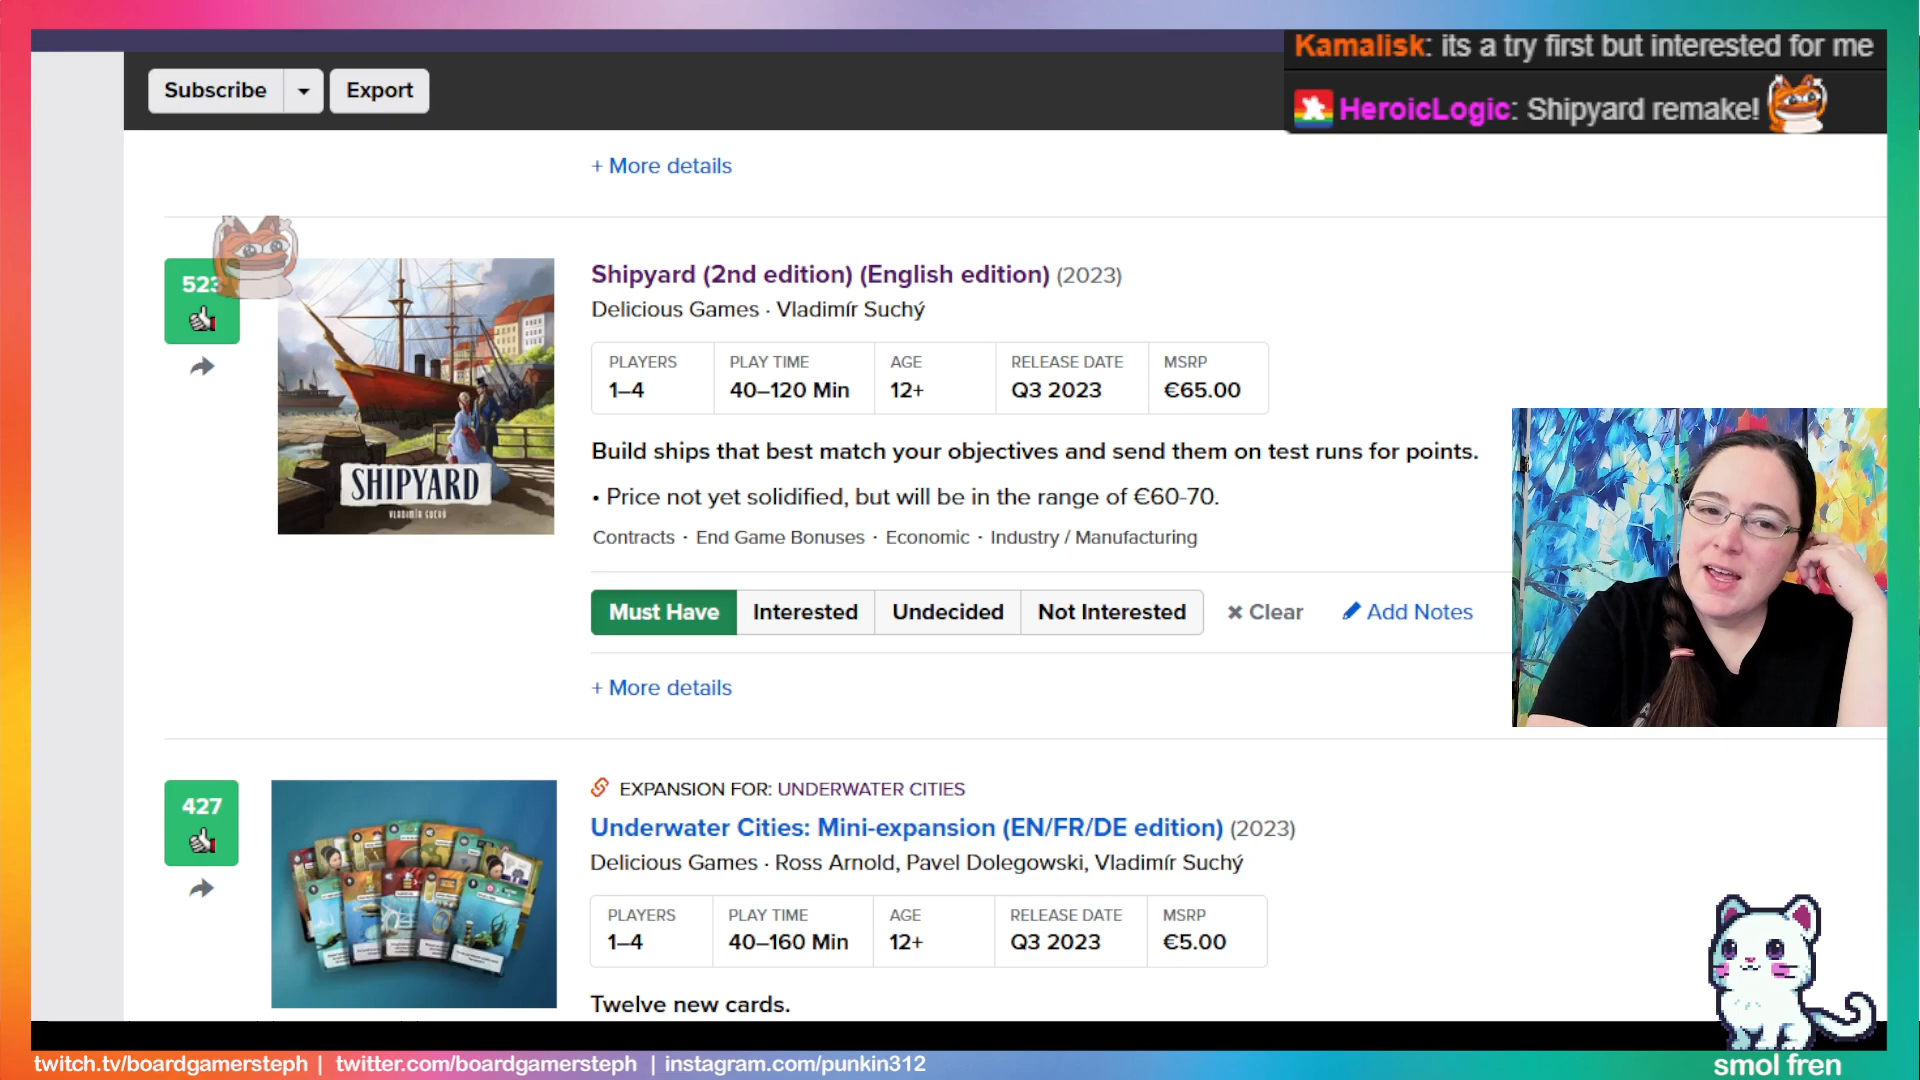 Kamalisk: its a try first but interested for me
HeroicLogic: Shipyard remake!
Subscribe
Export
+ More details
523
SHIPYARD
VLADIMÍR SUCHÝ
Shipyard (2nd edition) (English edition) (2023)
Delicious Games · Vladimír Suchý
PLAYERS PLAY TIME AGE RELEASE DATE MSRP
1–4 40–120 Min 12+ Q3 2023 €65.00
Build ships that best match your objectives and send them on test runs for points.
• Price not yet solidified, but will be in the range of €60-70.
Contracts · End Game Bonuses · Economic · Industry / Manufacturing
Must Have Interested Undecided Not Interested Clear Add Notes
+ More details
427
EXPANSION FOR: UNDERWATER CITIES
Underwater Cities: Mini-expansion (EN/FR/DE edition) (2023)
Delicious Games · Ross Arnold, Pavel Dolegowski, Vladimír Suchý
PLAYERS PLAY TIME AGE RELEASE DATE MSRP
1–4 40–160 Min 12+ Q3 2023 €5.00
Twelve new cards.
twitch.tv/boardgamersteph | twitter.com/boardgamersteph | instagram.com/punkin312
smol fren